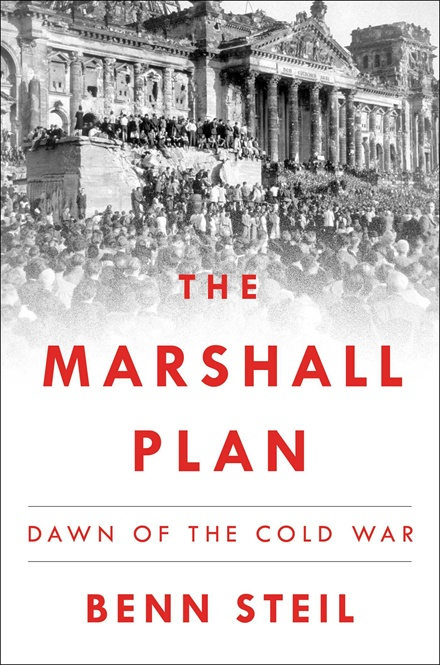 THE
MARSHALL
PLAN
DAWN OF THE COLD WAR
BENN STEIL